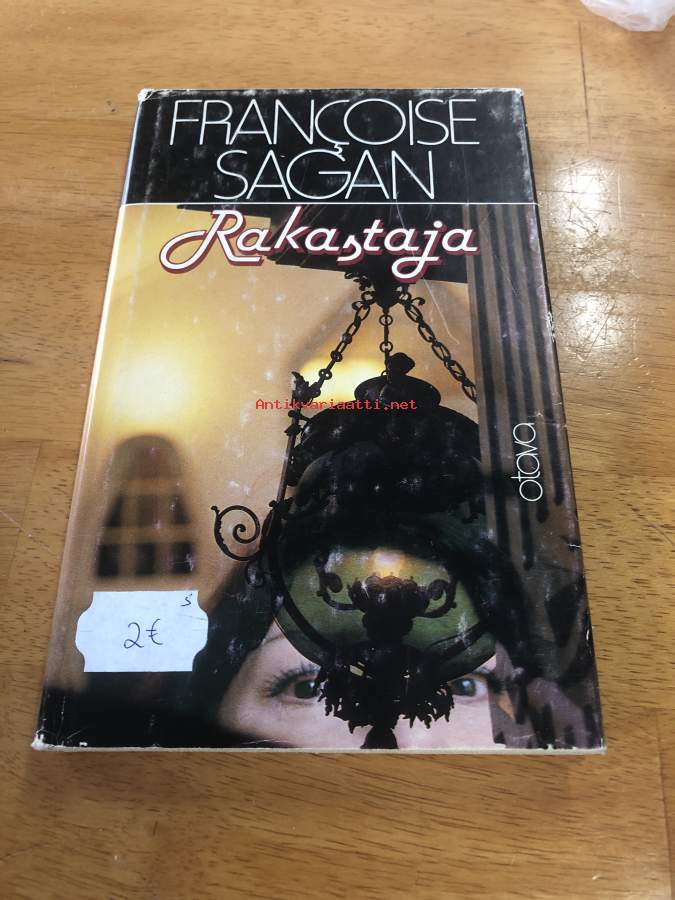 FRANÇOISE
SAGAN
Rakastaja
Antikvariaatti.net
otava
s
2€